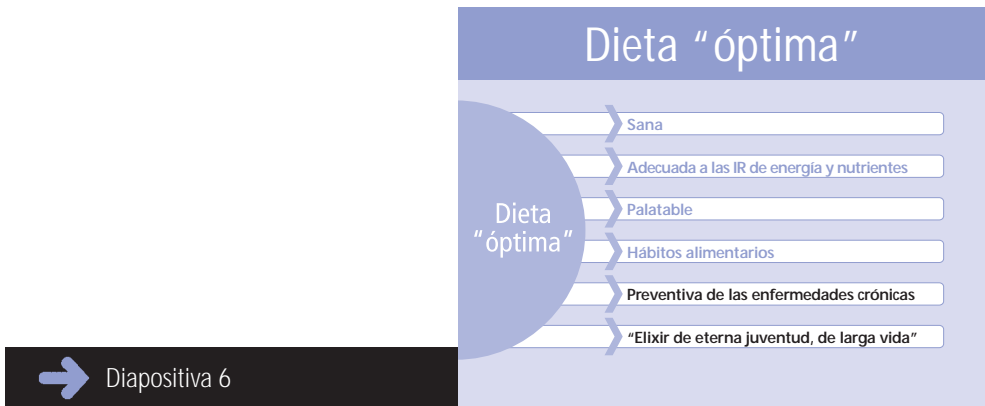 Dieta “óptima”
Sana
Adecuada a las IR de energía y nutrientes
Palatable
Dieta
“óptima”
Hábitos alimentarios
Preventiva de las enfermedades crónicas
“Elixir de eterna juventud, de larga vida”
Diapositiva 6